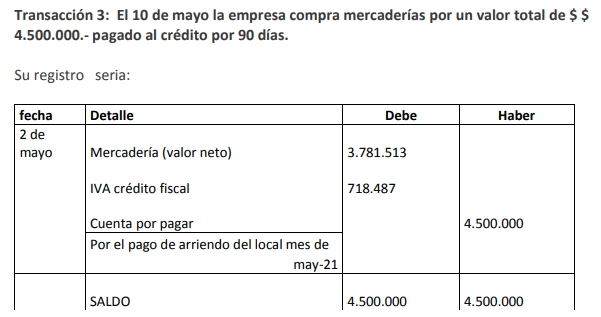 Transacción 3: El 10 de mayo la empresa compra mercaderías por un valor total de $ $
4.500.000.- pagado al crédito por 90 días.
Su registro seria:
fecha Detalle Debe Haber
2 de
mayo Mercadería (valor neto) 3.781.513
IVA crédito fiscal 718.487
Cuenta por pagar 4.500.000
Por el pago de arriendo del local mes de
may-21
SALDO 4.500.000 4.500.000